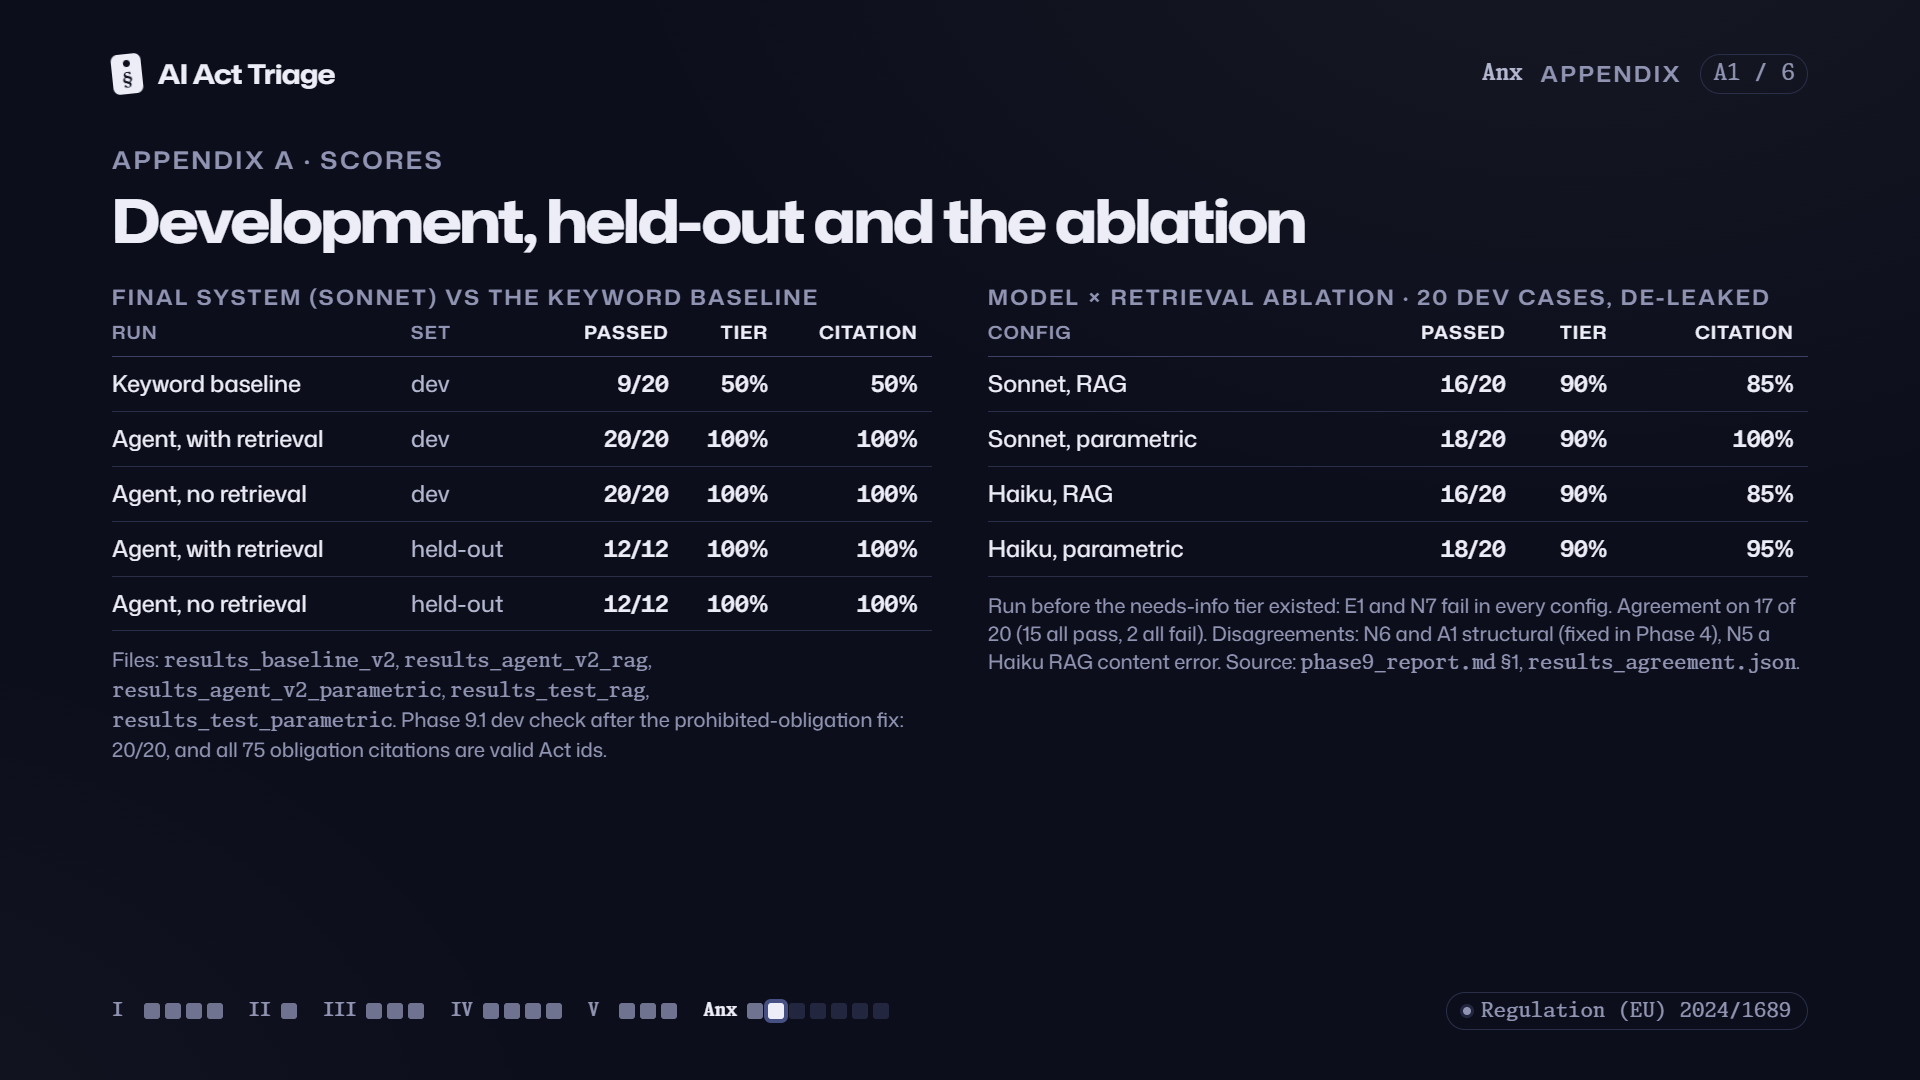 §
AI Act Triage
Anx APPENDIX A1 / 6
APPENDIX A · SCORES
Development, held-out and the ablation
FINAL SYSTEM (SONNET) VS THE KEYWORD BASELINE
RUN SET PASSED TIER CITATION
Keyword baseline dev 9/20 50% 50%
Agent, with retrieval dev 20/20 100% 100%
Agent, no retrieval dev 20/20 100% 100%
Agent, with retrieval held-out 12/12 100% 100%
Agent, no retrieval held-out 12/12 100% 100%
Files: results_baseline_v2, results_agent_v2_rag,
results_agent_v2_parametric, results_test_rag,
results_test_parametric. Phase 9.1 dev check after the prohibited-obligation fix:
20/20, and all 75 obligation citations are valid Act ids.
MODEL × RETRIEVAL ABLATION · 20 DEV CASES, DE-LEAKED
CONFIG PASSED TIER CITATION
Sonnet, RAG 16/20 90% 85%
Sonnet, parametric 18/20 90% 100%
Haiku, RAG 16/20 90% 85%
Haiku, parametric 18/20 90% 95%
Run before the needs-info tier existed: E1 and N7 fail in every config. Agreement on 17 of
20 (15 all pass, 2 all fail). Disagreements: N6 and A1 structural (fixed in Phase 4), N5 a
Haiku RAG content error. Source: phase9_report.md §1, results_agreement.json.
I II III IV V Anx
Regulation (EU) 2024/1689